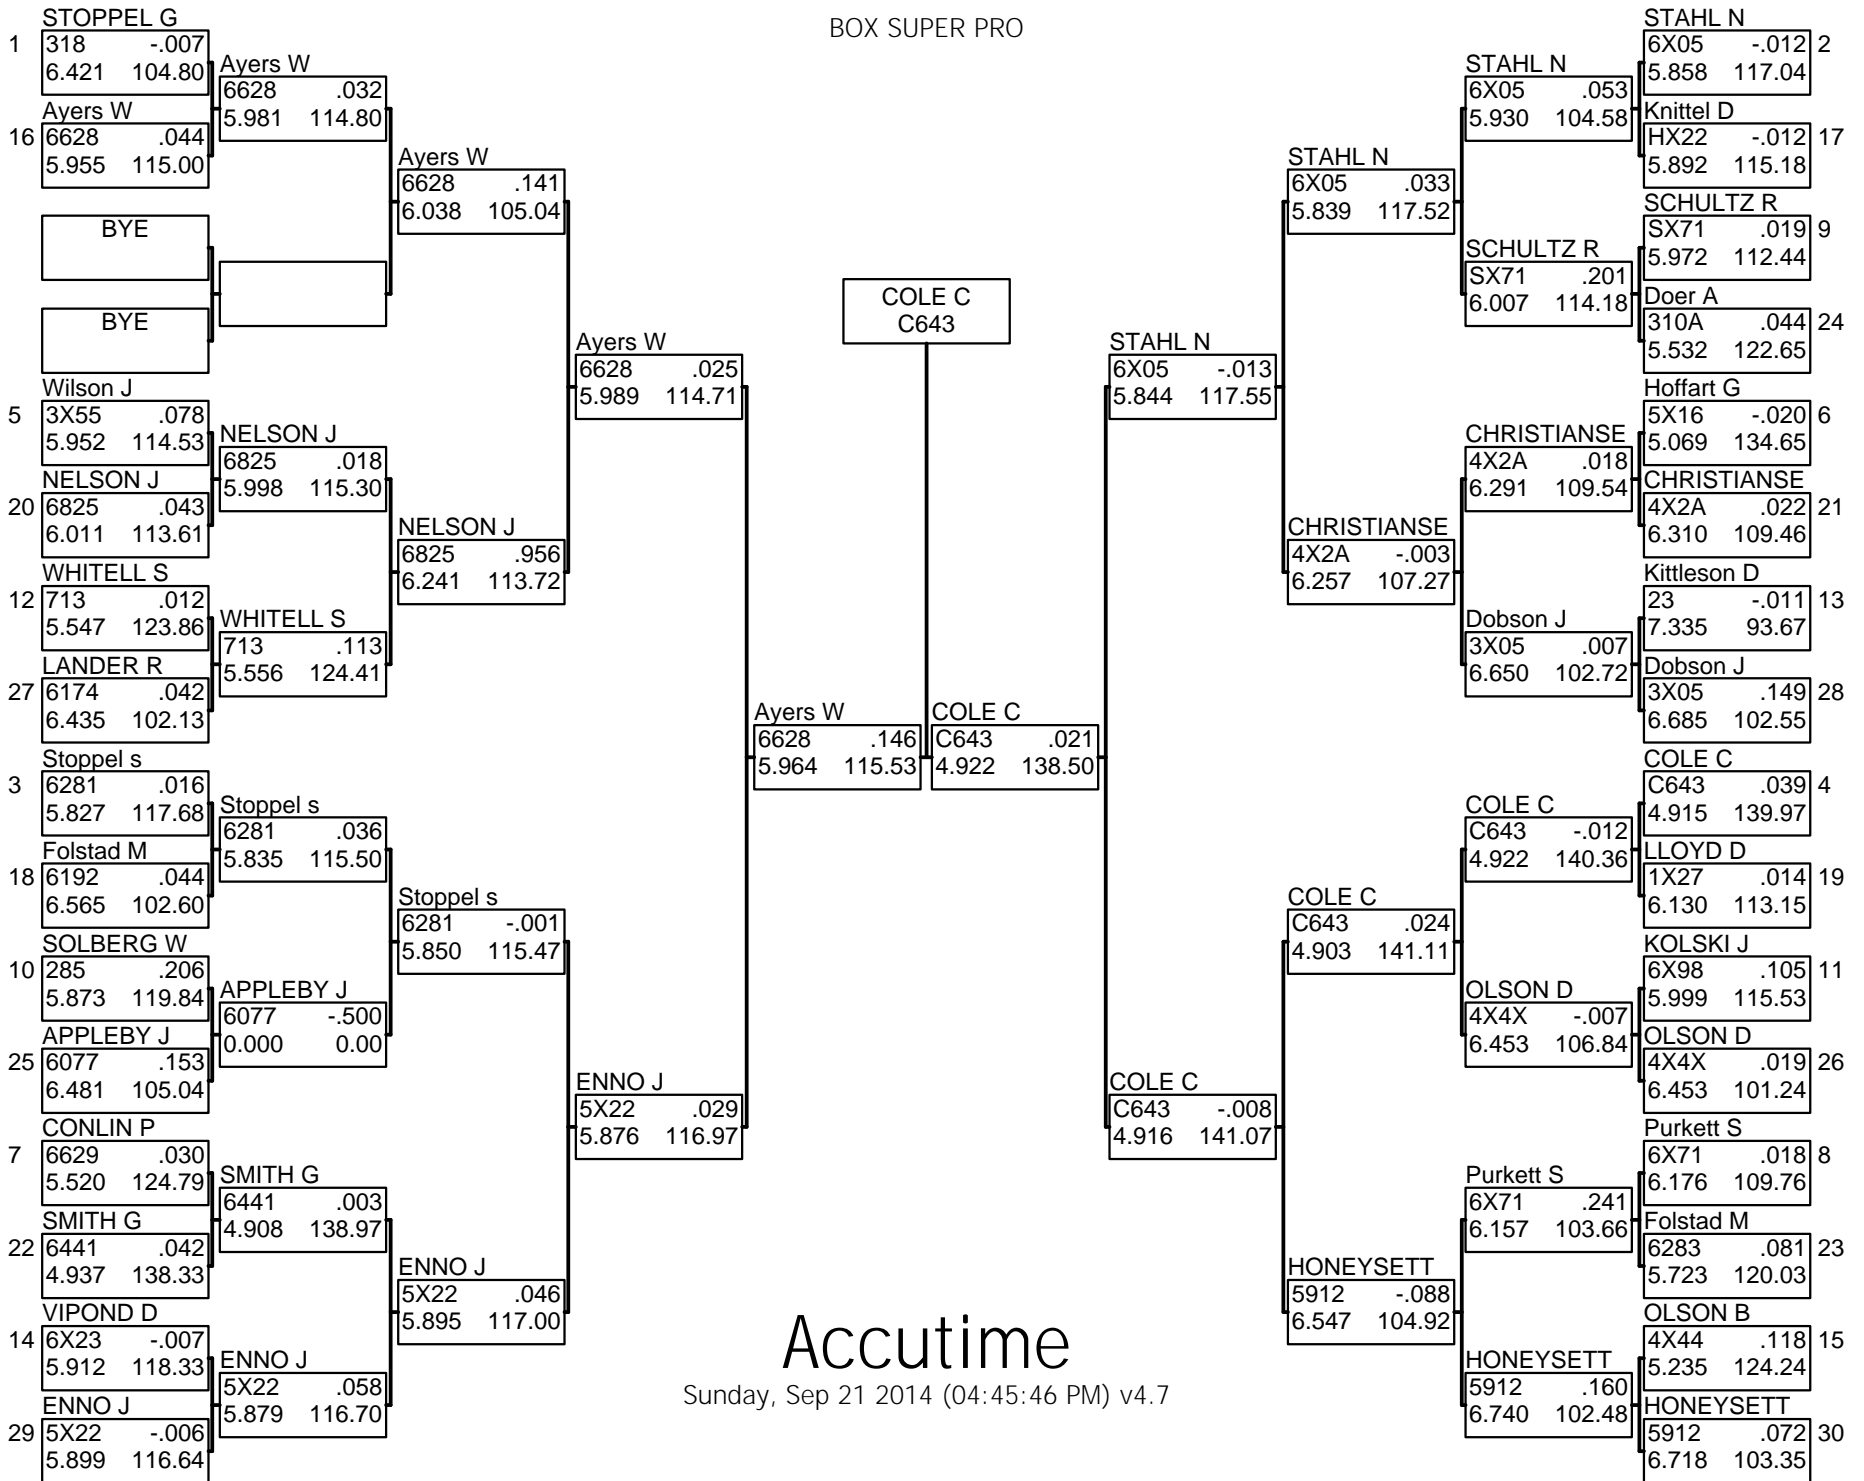 BOX SUPER PRO
STOPPEL G
1 318 -.007
6.421 104.80
Ayers W
16 6628 .044
5.955 115.00
BYE
BYE
Wilson J
5 3X55 .078
5.952 114.53
NELSON J
20 6825 .043
6.011 113.61
WHITELL S
12 713 .012
5.547 123.86
LANDER R
27 6174 .042
6.435 102.13
Stoppel s
3 6281 .016
5.827 117.68
Folstad M
18 6192 .044
6.565 102.60
SOLBERG W
10 285 .206
5.873 119.84
APPLEBY J
25 6077 .153
6.481 105.04
CONLIN P
7 6629 .030
5.520 124.79
SMITH G
22 6441 .042
4.937 138.33
VIPOND D
14 6X23 -.007
5.912 118.33
ENNO J
29 5X22 -.006
5.899 116.64
Ayers W
6628 .032
5.981 114.80
NELSON J
6825 .018
5.998 115.30
WHITELL S
713 .113
5.556 124.41
Stoppel s
6281 .036
5.835 115.50
APPLEBY J
6077 -.500
0.000 0.00
SMITH G
6441 .003
4.908 138.97
ENNO J
5X22 .058
5.879 116.70
Ayers W
6628 .141
6.038 105.04
NELSON J
6825 .956
6.241 113.72
Stoppel s
6281 -.001
5.850 115.47
ENNO J
5X22 .046
5.895 117.00
Ayers W
6628 .025
5.989 114.71
ENNO J
5X22 .029
5.876 116.97
Ayers W
6628 .146
5.964 115.53
COLE C
C643
COLE C
C643 .021
4.922 138.50
STAHL N
6X05 -.013
5.844 117.55
COLE C
C643 -.008
4.916 141.07
STAHL N
6X05 .033
5.839 117.52
CHRISTIANSE
4X2A -.003
6.257 107.27
COLE C
C643 .024
4.903 141.11
HONEYSETT
5912 -.088
6.547 104.92
STAHL N
6X05 .053
5.930 104.58
SCHULTZ R
SX71 .201
6.007 114.18
CHRISTIANSE
4X2A .018
6.291 109.54
Dobson J
3X05 .007
6.650 102.72
COLE C
C643 -.012
4.922 140.36
OLSON D
4X4X -.007
6.453 106.84
Purkett S
6X71 .241
6.157 103.66
HONEYSETT
5912 .160
6.740 102.48
STAHL N
6X05 -.012 2
5.858 117.04
Knittel D
HX22 -.012 17
5.892 115.18
SCHULTZ R
SX71 .019 9
5.972 112.44
Doer A
310A .044 24
5.532 122.65
Hoffart G
5X16 -.020 6
5.069 134.65
CHRISTIANSE
4X2A .022 21
6.310 109.46
Kittleson D
23 -.011 13
7.335 93.67
Dobson J
3X05 .149 28
6.685 102.55
COLE C
C643 .039 4
4.915 139.97
LLOYD D
1X27 .014 19
6.130 113.15
KOLSKI J
6X98 .105 11
5.999 115.53
OLSON D
4X4X .019 26
6.453 101.24
Purkett S
6X71 .018 8
6.176 109.76
Folstad M
6283 .081 23
5.723 120.03
OLSON B
4X44 .118 15
5.235 124.24
HONEYSETT
5912 .072 30
6.718 103.35
Accutime
Sunday, Sep 21 2014 (04:45:46 PM) v4.7